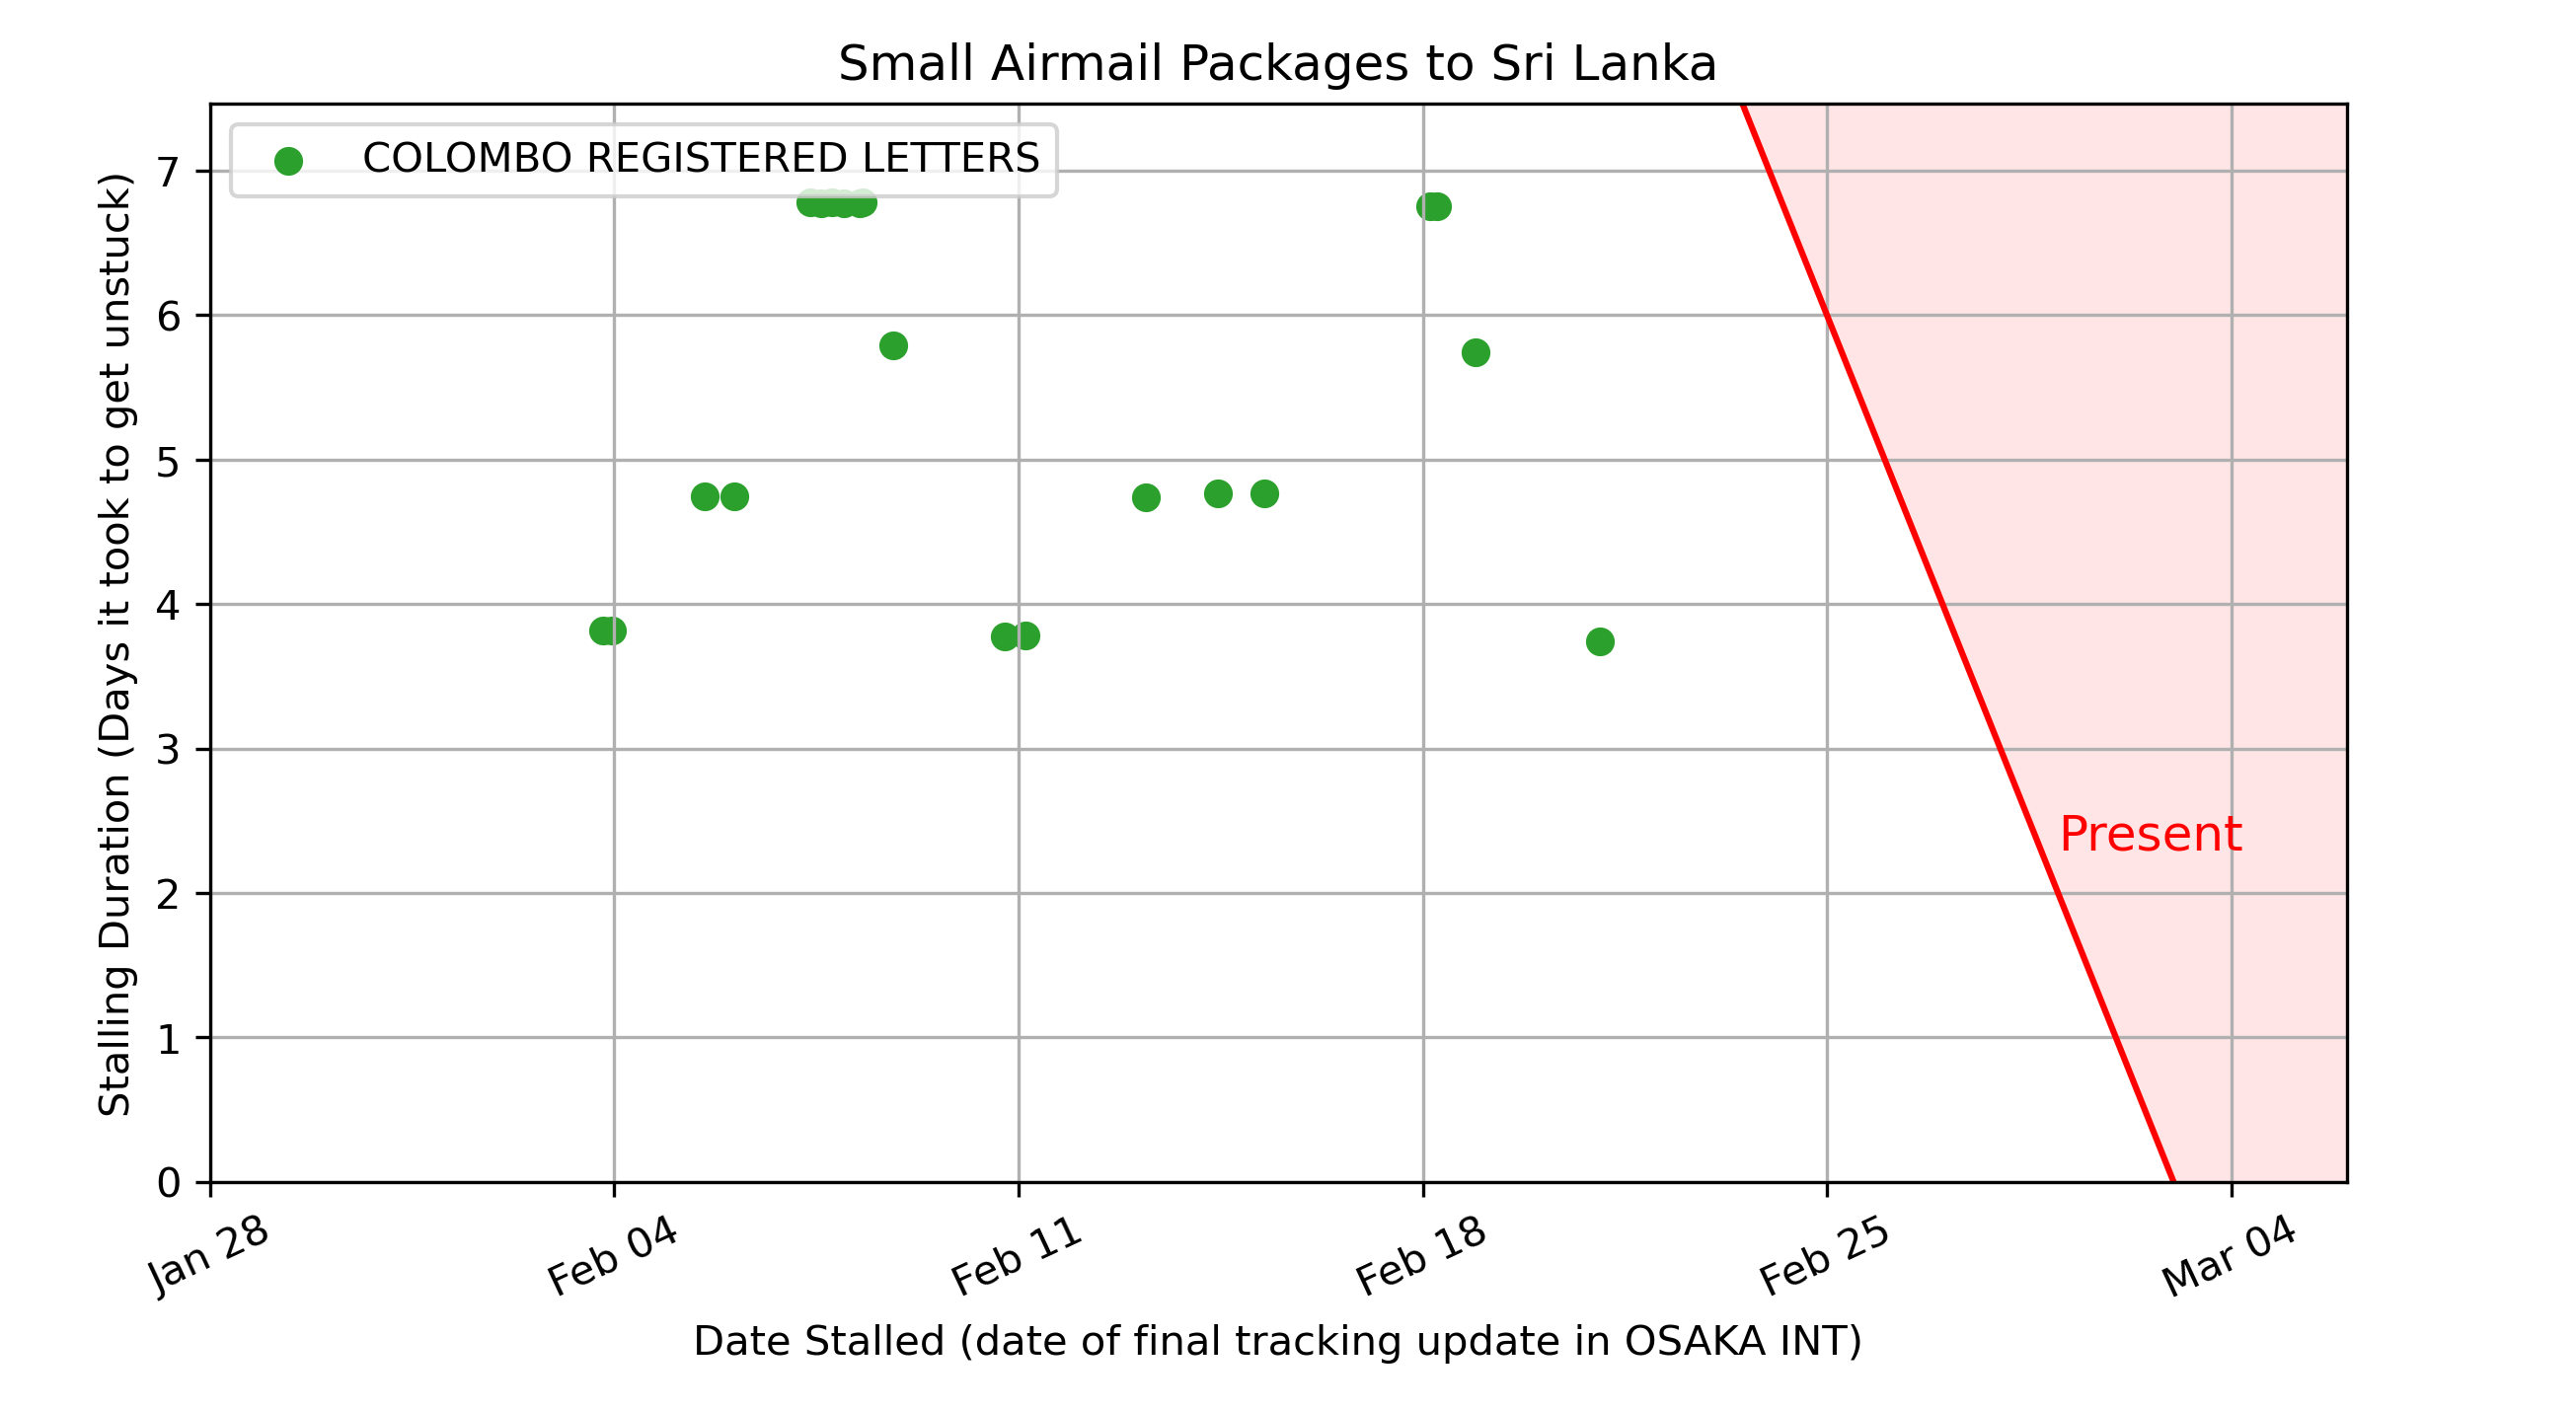 Small Airmail Packages to Sri Lanka
COLOMBO REGISTERED LETTERS
Stalling Duration (Days it took to get unstuck)
7
6
5
4
3
2
1
0
Present
Jan 28
Feb 04
Feb 11
Feb 18
Feb 25
Mar 04
Date Stalled (date of final tracking update in OSAKA INT)